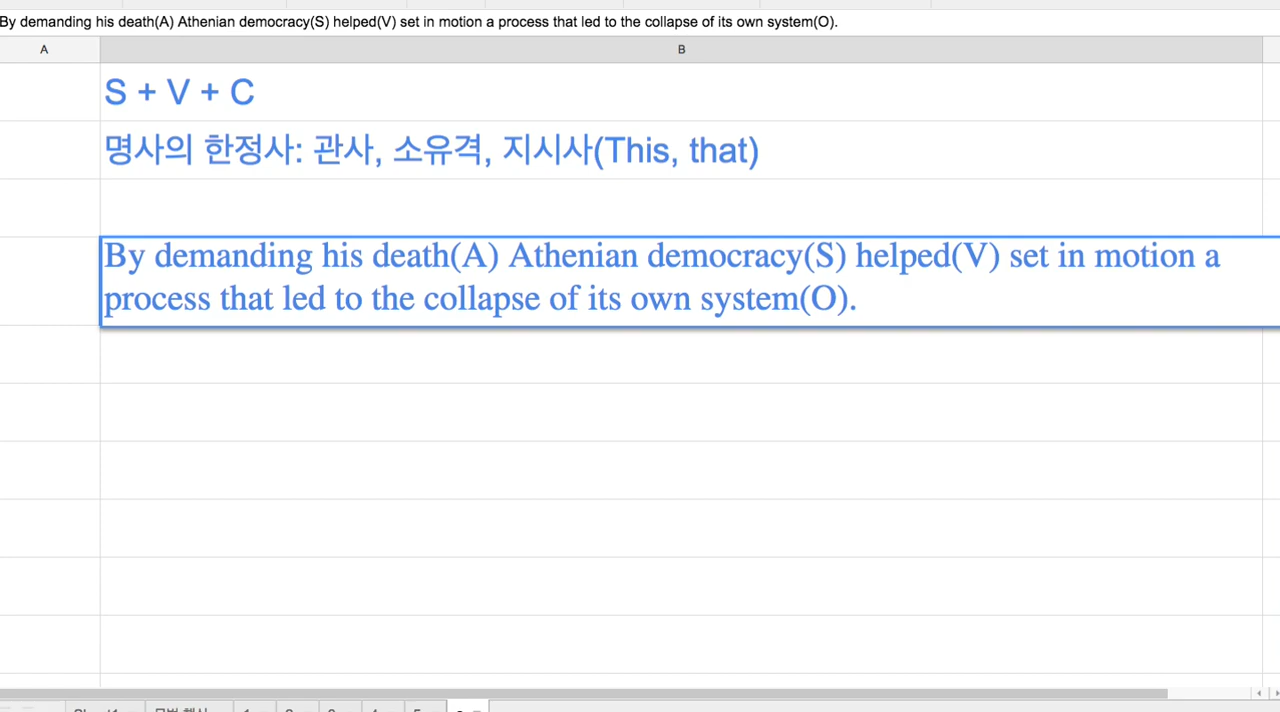 By demanding his death(A) Athenian democracy(S) helped(V) set in motion a process that led to the collapse of its own system(O).
A B
S + V + C
명사의 한정사: 관사, 소유격, 지시사(This, that)
By demanding his death(A) Athenian democracy(S) helped(V) set in motion a
process that led to the collapse of its own system(O).